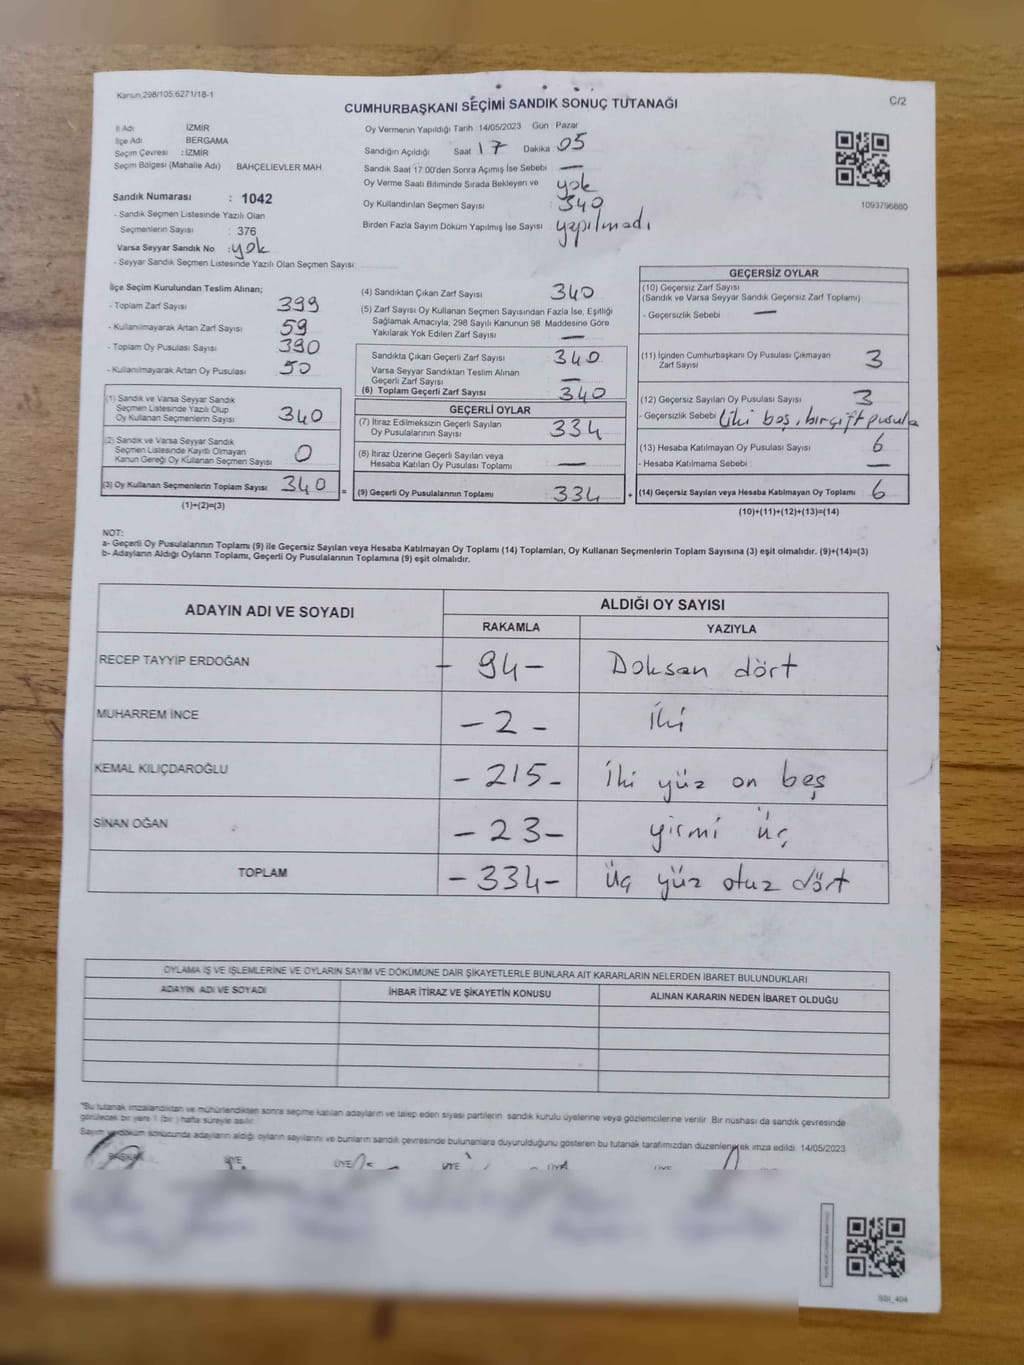 Kanun 298/105,6271/18-1
C/2
CUMHURBAŞKANI SEÇİMİ SANDIK SONUÇ TUTANAĞI
İl Adı İZMİR
İlçe Adı BERGAMA
Seçim Çevresi : İZMİR
Seçim Bölgesi (Mahalle Adı) BAHÇELİEVLER MAH
Sandık Numarası : 1042
- Sandık Seçmen Listesinde Yazılı Olan
Seçmenlerin Sayısı : 376
Varsa Seyyar Sandık No : yok
- Seyyar Sandık Seçmen Listesinde Yazılı Olan Seçmen Sayısı:
Oy Vermenin Yapıldığı Tarih 14/05/2023 Gün Pazar
Sandığın Açıldığı Saat 17 Dakika 05
Sandık Saat 17.00'den Sonra Açımış İse Sebebi —
Oy Verme Saati Bitiminde Sırada Bekleyen ve yok
Oy Kullandırılan Seçmen Sayısı : 340
Birden Fazla Sayım Döküm Yapılmış İse Sayısı : yapılmadı
1093796680
İlçe Seçim Kurulundan Teslim Alınan;
- Toplam Zarf Sayısı 399
- Kullanılmayarak Artan Zarf Sayısı 59
- Toplam Oy Pusulası Sayısı 390
- Kullanılmayarak Artan Oy Pusulası 50
(1) Sandık ve Varsa Seyyar Sandık
Seçmen Listesinde Yazılı Olup
Oy Kullanan Seçmenlerin Sayısı 340
(2) Sandık ve Varsa Seyyar Sandık
Seçmen Listesinde Kayıtlı Olmayan
Kanun Gereği Oy Kullanan Seçmen Sayısı 0
(3) Oy Kullanan Seçmenlerin Toplam Sayısı 340 =
(1)+(2)=(3)
(4) Sandıktan Çıkan Zarf Sayısı 340
(5) Zarf Sayısı Oy Kullanan Seçmen Sayısından Fazla İse, Eşitliği
Sağlamak Amacıyla, 298 Sayılı Kanunun 98. Maddesine Göre
Yakılarak Yok Edilen Zarf Sayısı —
Sandıkta Çıkan Geçerli Zarf Sayısı 340
Varsa Seyyar Sandıktan Teslim Alınan
Geçerli Zarf Sayısı —
(6) Toplam Geçerli Zarf Sayısı 340
GEÇERLİ OYLAR
(7) İtiraz Edilmeksizin Geçerli Sayılan
Oy Pusulalarının Sayısı 334
(8) İtiraz Üzerine Geçerli Sayılan veya
Hesaba Katılan Oy Pusulası Toplamı —
(9) Geçerli Oy Pusulalarının Toplamı 334 +
GEÇERSİZ OYLAR
(10) Geçersiz Zarf Sayısı
(Sandık ve Varsa Seyyar Sandık Geçersiz Zarf Toplamı)
- Geçersizlik Sebebi : —
(11) İçinden Cumhurbaşkanı Oy Pusulası Çıkmayan
Zarf Sayısı 3
(12) Geçersiz Sayılan Oy Pusulası Sayısı 3
- Geçersizlik Sebebi (iki boş, bir çift pusula
(13) Hesaba Katılmayan Oy Pusulası Sayısı 6
- Hesaba Katılmama Sebebi : —
(14) Geçersiz Sayılan veya Hesaba Katılmayan Oy Toplamı 6
(10)+(11)+(12)+(13)=(14)
NOT:
a- Geçerli Oy Pusulalarının Toplamı (9) ile Geçersiz Sayılan veya Hesaba Katılmayan Oy Toplamı (14) Toplamları, Oy Kullanan Seçmenlerin Toplam Sayısına (3) eşit olmalıdır. (9)+(14)=(3)
b- Adayların Aldığı Oyların Toplamı, Geçerli Oy Pusulalarının Toplamına (9) eşit olmalıdır.
ADAYIN ADI VE SOYADI ALDIĞI OY SAYISI
RAKAMLA YAZIYLA
RECEP TAYYİP ERDOĞAN - 94 - Doksan dört
MUHARREM İNCE - 2 - İki
KEMAL KILIÇDAROĞLU - 215 - İki yüz on beş
SİNAN OĞAN - 23 - yirmi üç
TOPLAM - 334 - Üç yüz otuz dört
OYLAMA İŞ VE İŞLEMLERİNE VE OYLARIN SAYIM VE DÖKÜMÜNE DAİR ŞİKAYETLERLE BUNLARA AİT KARARLARIN NELERDEN İBARET BULUNDUKLARI
ADAYIN ADI VE SOYADI İHBAR İTİRAZ VE ŞİKAYETİN KONUSU ALINAN KARARIN NEDEN İBARET OLDUĞU
*Bu tutanak imzalandıktan ve mühürlendikten sonra seçime katılan adayların ve talep eden siyasi partilerin sandık kurulu üyelerine veya gözlemcilerine verilir. Bir nüshası da sandık çevresinde
görülecek bir yere 1 (bir) hafta süreyle asılır.
Sayım ve döküm sonucunda adayların aldığı oyların sayılarını ve bunların sandık çevresinde bulunanlara duyurulduğunu gösteren bu tutanak tarafımızdan düzenlenerek imza edildi. 14/05/2023
BAŞKAN ÜYE ÜYE ÜYE ÜYE ÜYE